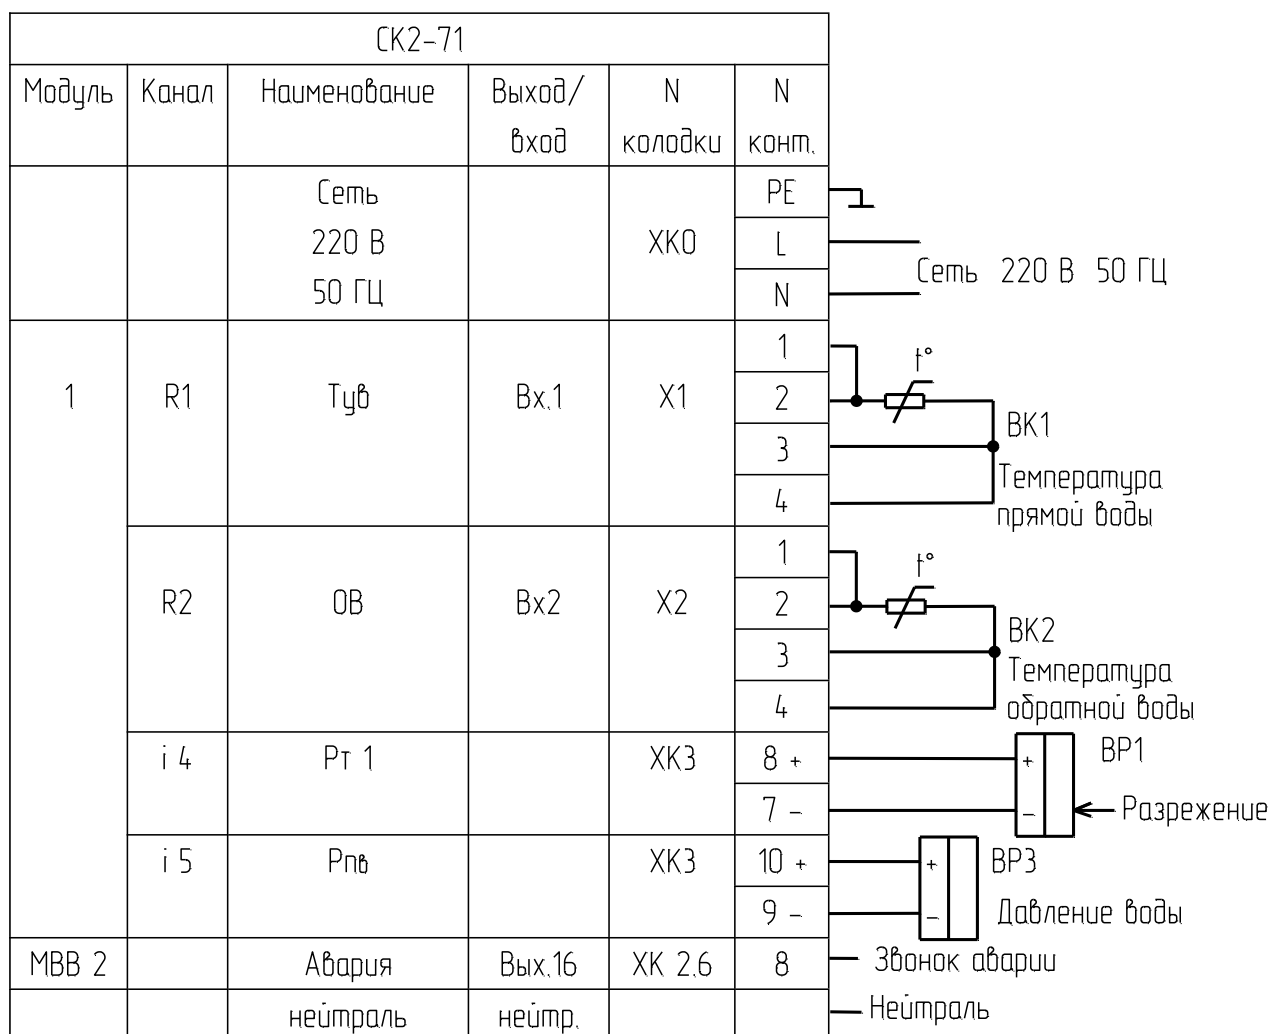 СК2-71
Модуль Канал Наименование Выход/ N N
вход колодки конт.
Сеть PE
220 В ХК0 L
50 ГЦ N
Сеть 220 В 50 ГЦ
1
t°
1 R1 Тув Вх.1 Х1 2
ВК1
3
Температура
4
прямой воды
1
t°
R2 ОВ Вх2 Х2 2
ВК2
3
Температура
4
обратной воды
i 4 Рт 1 ХК3 8 + + ВР1
7 - - Разрежение
i 5 Рпв ХК3 10 + + ВР3
9 - - Давление воды
МВВ 2 Авария Вых.16 ХК 2.6 8 Звонок аварии
нейтраль нейтр. Нейтраль